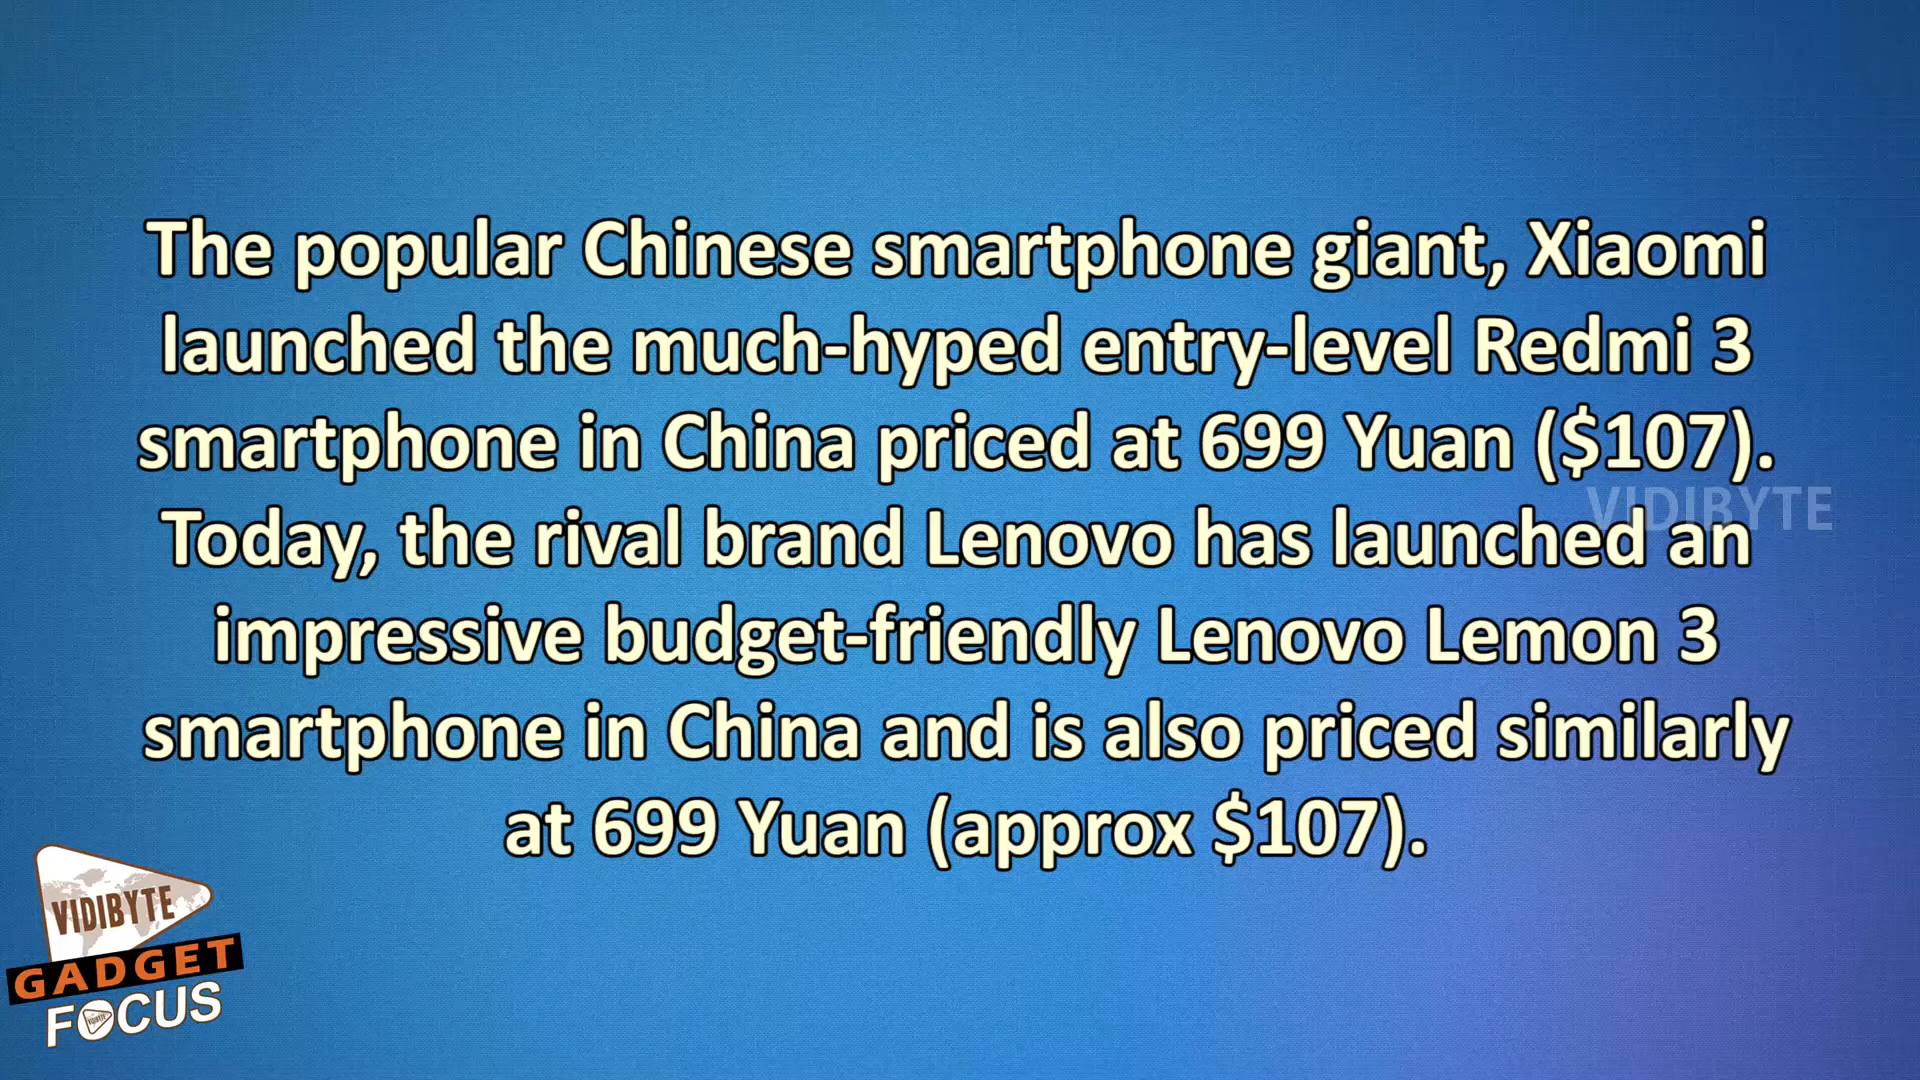 The popular Chinese smartphone giant, Xiaomi
launched the much-hyped entry-level Redmi 3
smartphone in China priced at 699 Yuan ($107).
VIDIBYTE
Today, the rival brand Lenovo has launched an
impressive budget-friendly Lenovo Lemon 3
smartphone in China and is also priced similarly
at 699 Yuan (approx $107).
VIDIBYTE
GADGET
FOCUS